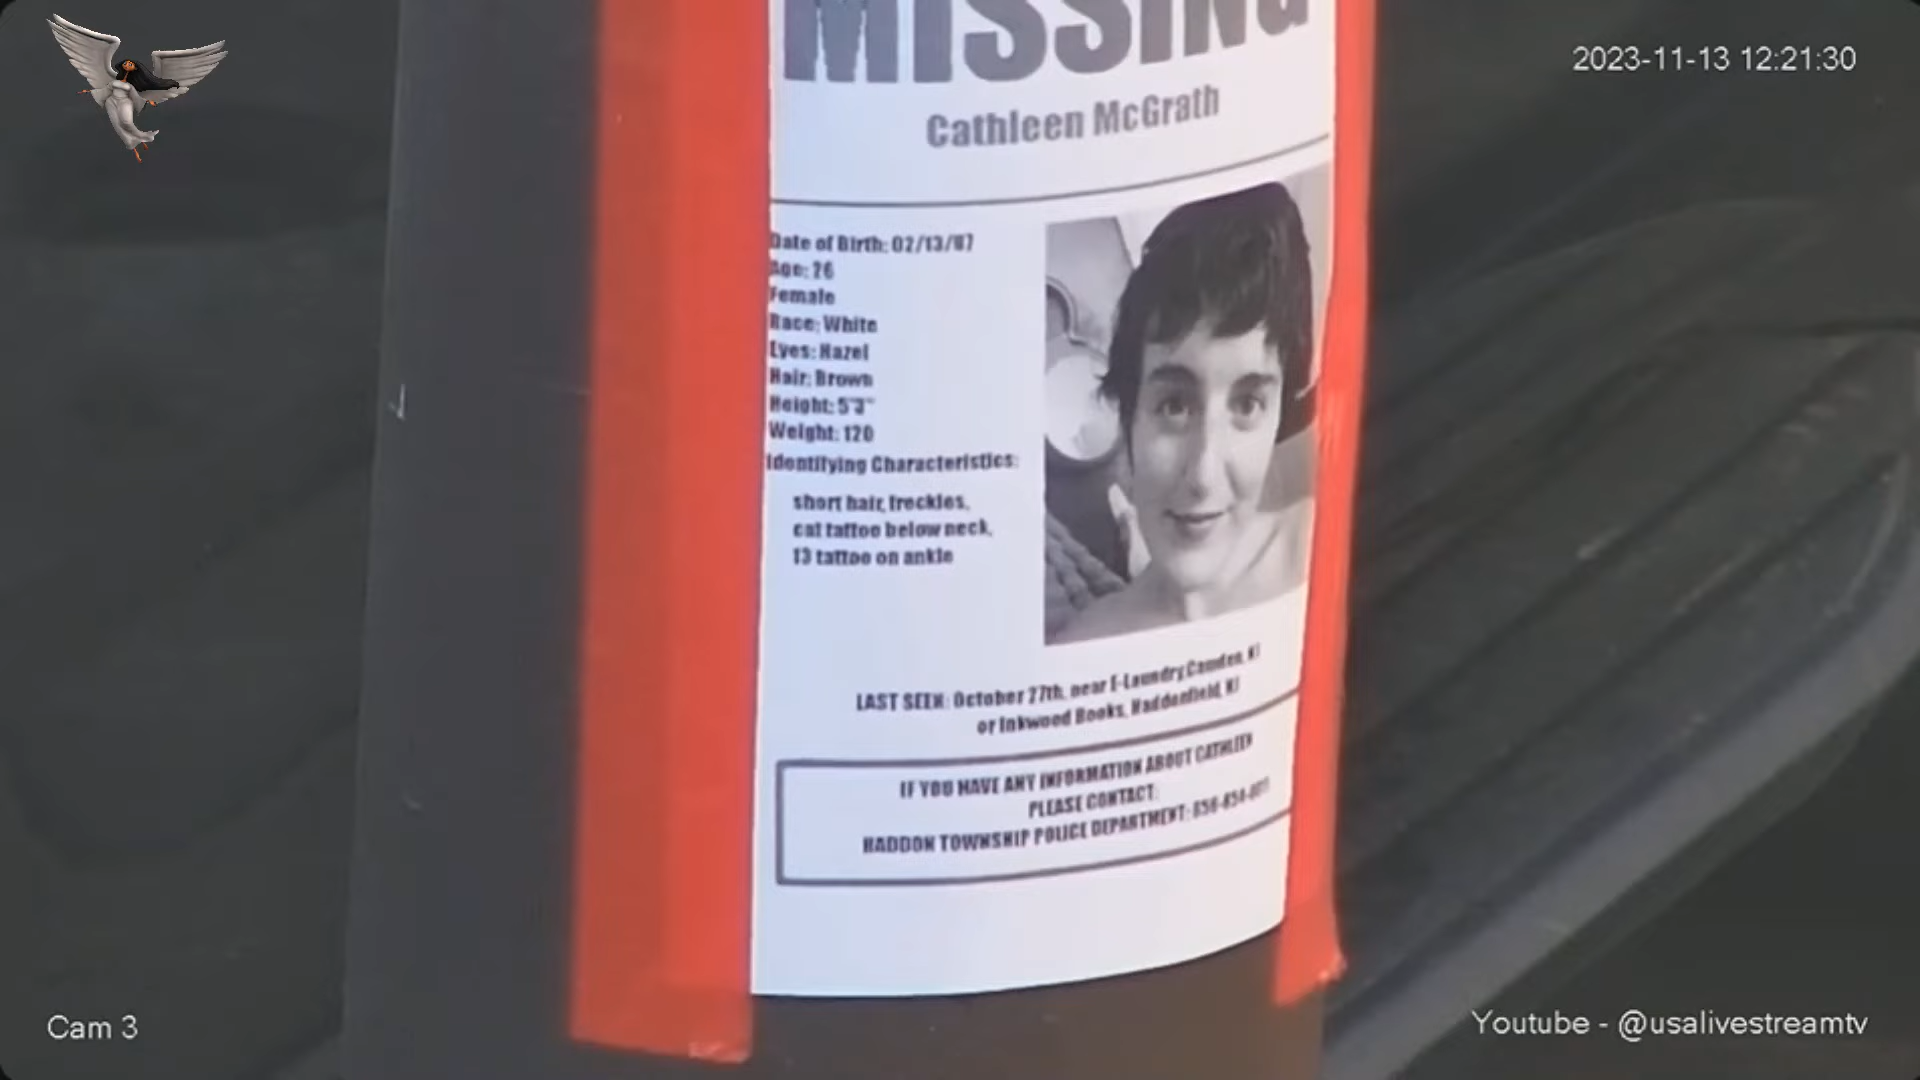 2023-11-13 12:21:30
MISSING
Cathleen McGrath
Date of Birth: 02/13/
Age: 26
Female
Race: White
Eyes: Hazel
Hair: Brown
Height: 5'3"
Weight: 120
Identifying Characteristics:
short hair, freckles,
cat tattoo below neck,
13 tattoo on ankle
LAST SEEN: October 27th, near E-Laundry, Camden, NJ
or Inkwood Books, Haddonfield, NJ
IF YOU HAVE ANY INFORMATION ABOUT CATHLEEN
PLEASE CONTACT:
HADDON TOWNSHIP POLICE DEPARTMENT:
Cam 3
Youtube - @usalivestreamtv